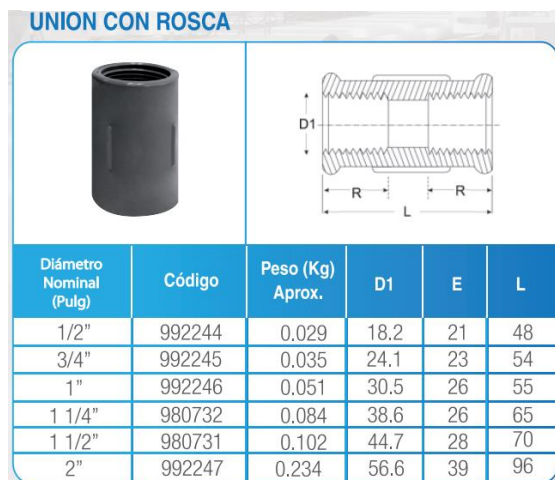 UNION CON ROSCA
D1
R R
L
Diámetro Nominal (Pulg) Código Peso (Kg) Aprox. D1 E L
1/2" 992244 0.029 18.2 21 48
3/4" 992245 0.035 24.1 23 54
1" 992246 0.051 30.5 26 55
1 1/4" 980732 0.084 38.6 26 65
1 1/2" 980731 0.102 44.7 28 70
2" 992247 0.234 56.6 39 96